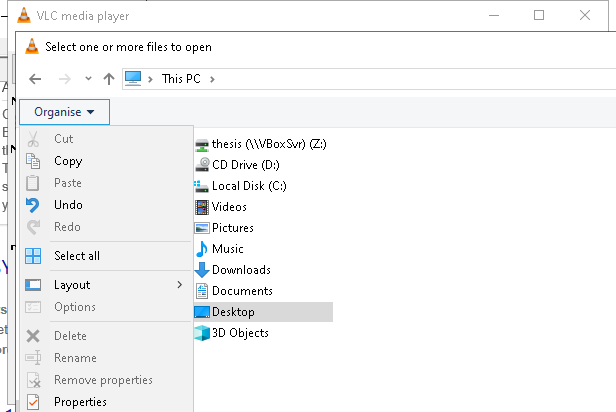 VLC media player
Select one or more files to open
This PC
Organise
Cut
Copy
Paste
Undo
Redo
Select all
Layout
Options
Delete
Rename
Remove properties
Properties
thesis (\\VBoxSvr) (Z:)
CD Drive (D:)
Local Disk (C:)
Videos
Pictures
Music
Downloads
Documents
Desktop
3D Objects